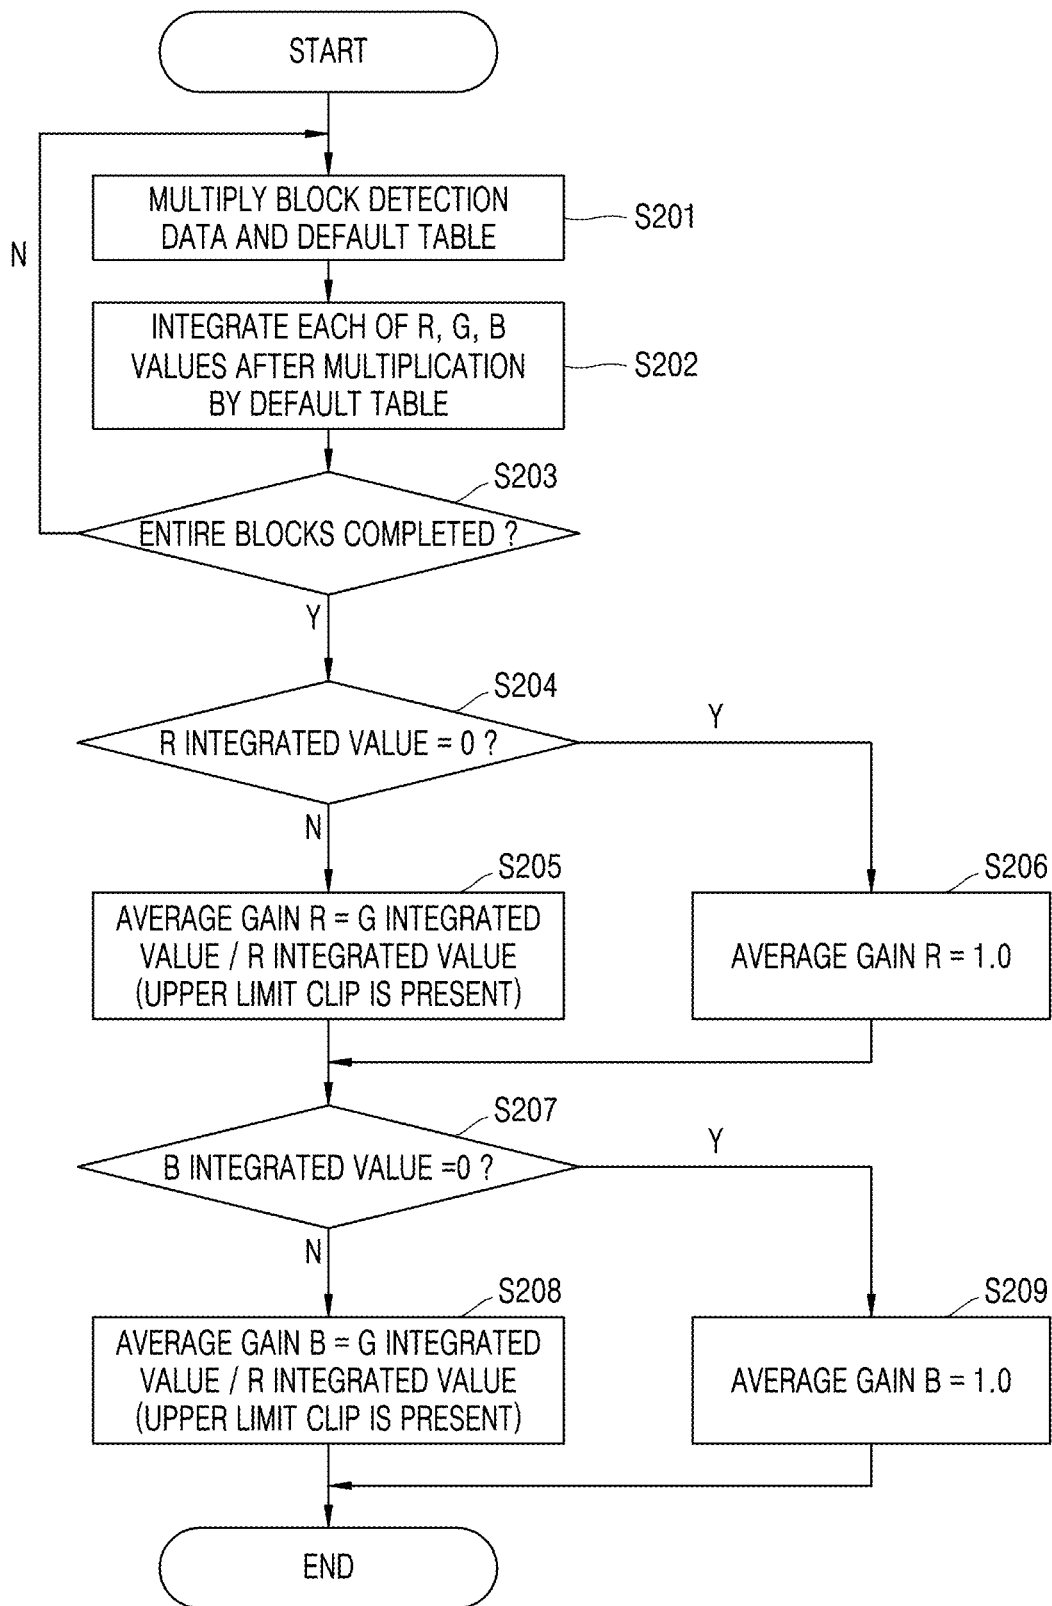 START
MULTIPLY BLOCK DETECTION
DATA AND DEFAULT TABLE
S201
N
INTEGRATE EACH OF R, G, B
VALUES AFTER MULTIPLICATION
BY DEFAULT TABLE
S202
S203
ENTIRE BLOCKS COMPLETED ?
Y
S204
R INTEGRATED VALUE = 0 ?
Y
N
S205
AVERAGE GAIN R = G INTEGRATED
VALUE / R INTEGRATED VALUE
(UPPER LIMIT CLIP IS PRESENT)
S206
AVERAGE GAIN R = 1.0
S207
B INTEGRATED VALUE =0 ?
Y
N
S208
AVERAGE GAIN B = G INTEGRATED
VALUE / R INTEGRATED VALUE
(UPPER LIMIT CLIP IS PRESENT)
S209
AVERAGE GAIN B = 1.0
END